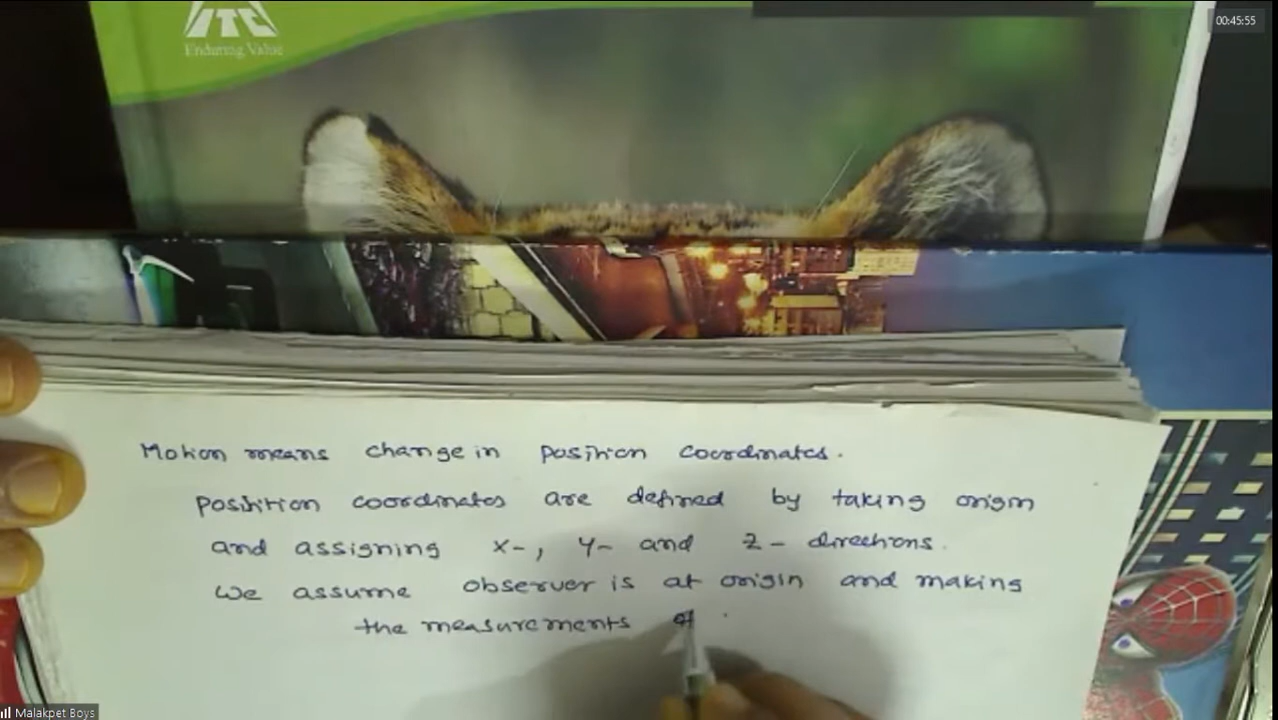 ITC
Enduring Value
00:45:55
Motion means change in position coordinates.
position coordinates are defined by taking origin
and assigning x-, y- and z- directions.
We assume observer is at origin and making
the measurements of
Malakpet Boys